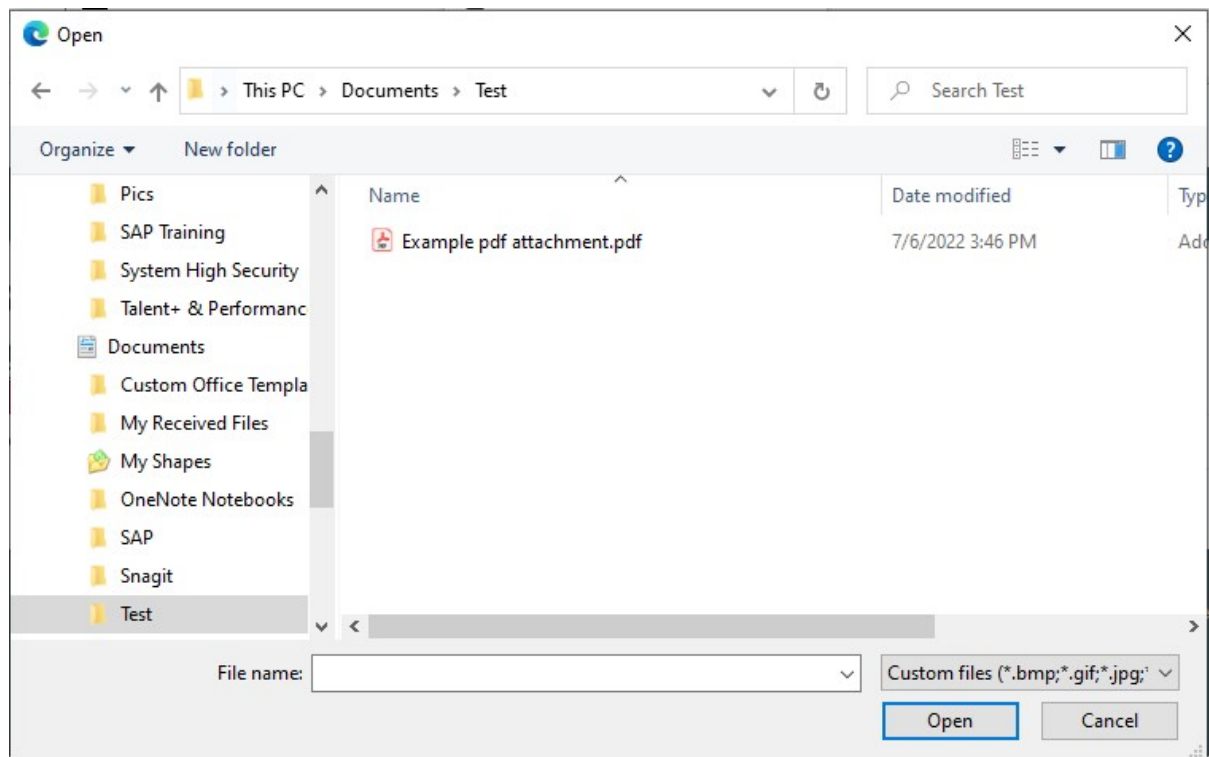 Open
This PC > Documents > Test
Search Test
Organize
New folder
Name
Date modified
Typ
Example pdf attachment.pdf
7/6/2022 3:46 PM
Add
Pics
SAP Training
System High Security
Talent+ & Performanc
Documents
Custom Office Templa
My Received Files
My Shapes
OneNote Notebooks
SAP
Snagit
Test
File name:
Custom files (*.bmp;*.gif;*.jpg;*
Open
Cancel